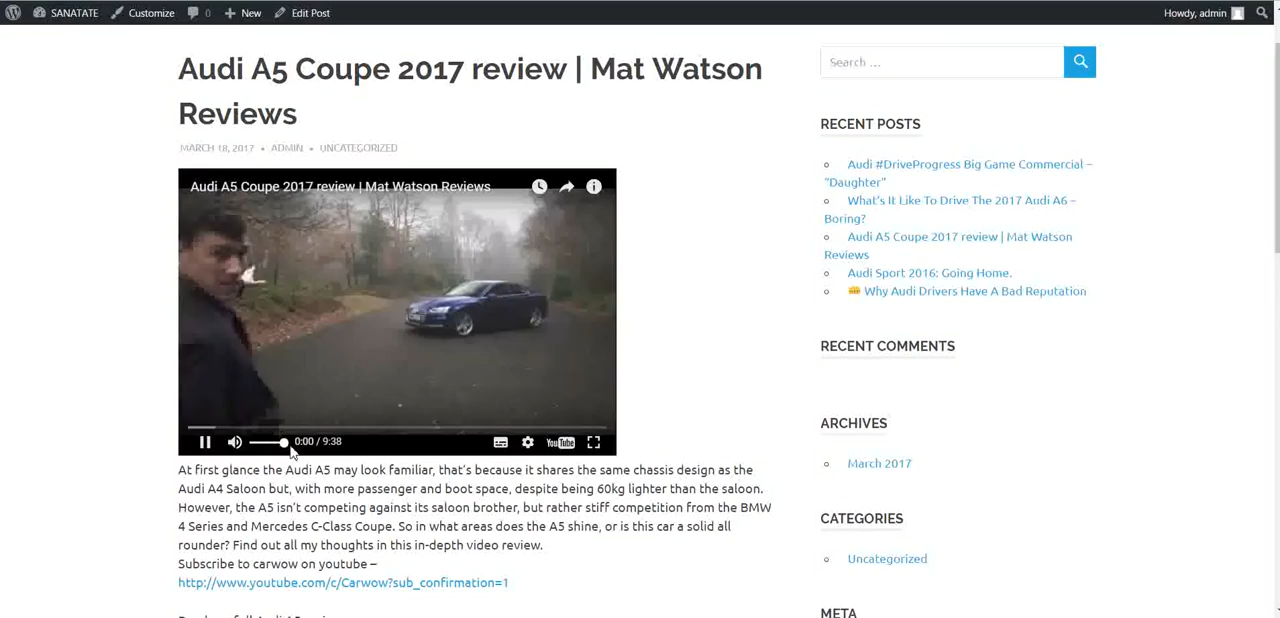 SANATATE Customize 0 New Edit Post Howdy, admin
Audi A5 Coupe 2017 review | Mat Watson
Reviews
MARCH 18, 2017 • ADMIN • UNCATEGORIZED
Audi A5 Coupe 2017 review | Mat Watson Reviews
0:00 / 9:38
YouTube
At first glance the Audi A5 may look familiar, that's because it shares the same chassis design as the
Audi A4 Saloon but, with more passenger and boot space, despite being 60kg lighter than the saloon.
However, the A5 isn't competing against its saloon brother, but rather stiff competition from the BMW
4 Series and Mercedes C-Class Coupe. So in what areas does the A5 shine, or is this car a solid all
rounder? Find out all my thoughts in this in-depth video review.
Subscribe to carwow on youtube –
http://www.youtube.com/c/Carwow?sub_confirmation=1
Search …
RECENT POSTS
Audi #DriveProgress Big Game Commercial –
"Daughter"
What's It Like To Drive The 2017 Audi A6 –
Boring?
Audi A5 Coupe 2017 review | Mat Watson
Reviews
Audi Sport 2016: Going Home.
🍔 Why Audi Drivers Have A Bad Reputation
RECENT COMMENTS
ARCHIVES
March 2017
CATEGORIES
Uncategorized
META